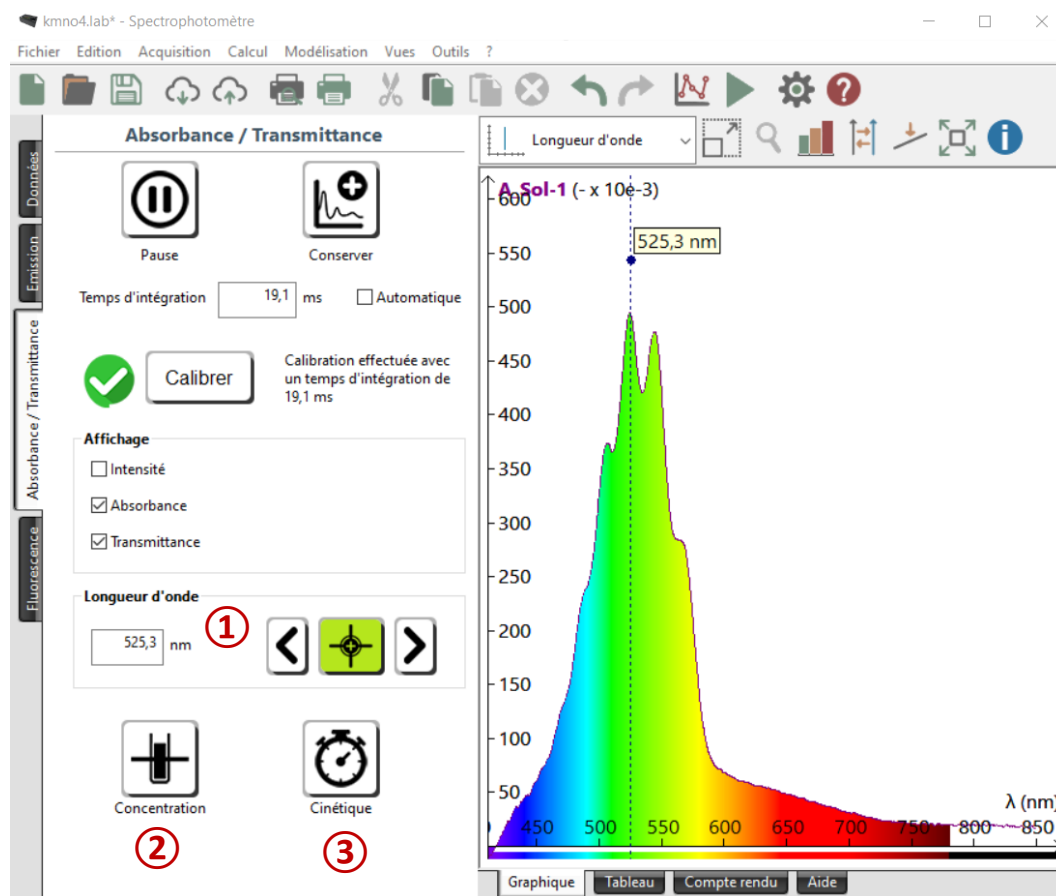 kmno4.lab* - Spectrophotomètre
Fichier Edition Acquisition Calcul Modélisation Vues Outils ?
Données
Emission
Absorbance / Transmittance
Fluorescence
Absorbance / Transmittance
Pause Conserver
Temps d'intégration 19,1 ms Automatique
Calibrer
Calibration effectuée avec
un temps d'intégration de
19,1 ms
Affichage
Intensité
Absorbance
Transmittance
Longueur d'onde
525,3 nm
①
Concentration Cinétique
② ③
Longueur d'onde
A_Sol-1 (- x 10e-3)
525,3 nm
600
550
500
450
400
350
300
250
200
150
100
50
λ (nm)
450 500 550 600 650 700 750 800 850
Graphique Tableau Compte rendu Aide